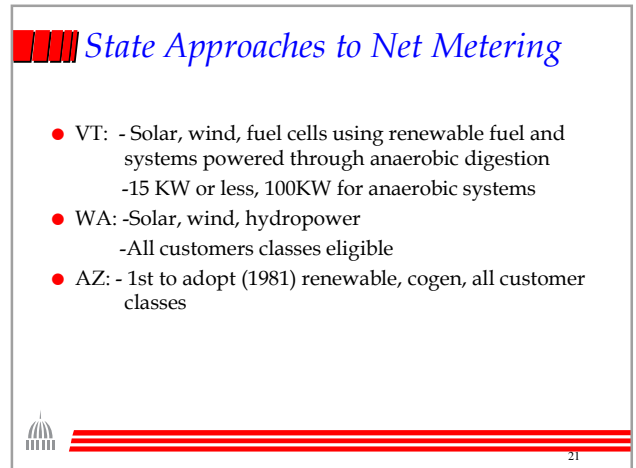 State Approaches to Net Metering
● VT: - Solar, wind, fuel cells using renewable fuel and
systems powered through anaerobic digestion
-15 KW or less, 100KW for anaerobic systems
● WA: -Solar, wind, hydropower
-All customers classes eligible
● AZ: - 1st to adopt (1981) renewable, cogen, all customer
classes
21